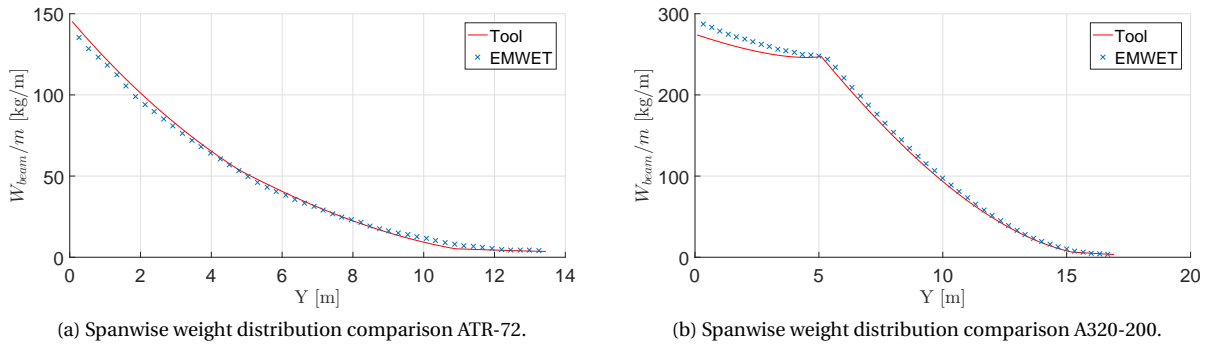 150
100
50
0
W_beam/m [kg/m]
0 2 4 6 8 10 12 14
Y [m]
Tool
EMWET
(a) Spanwise weight distribution comparison ATR-72.
300
200
100
0
W_beam/m [kg/m]
0 5 10 15 20
Y [m]
Tool
EMWET
(b) Spanwise weight distribution comparison A320-200.